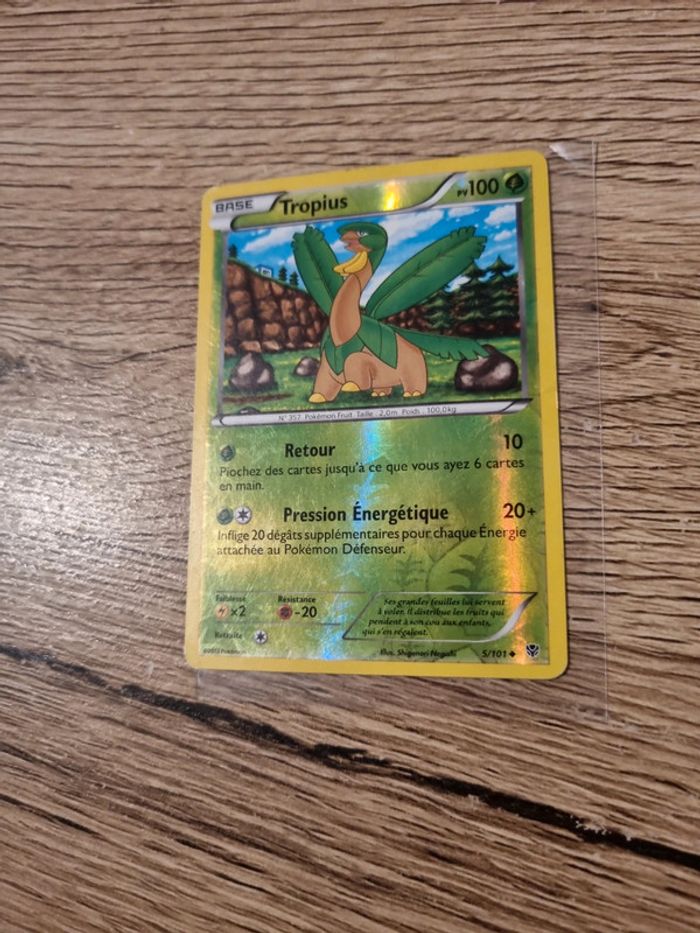 BASE Tropius PV100
N° 357 Pokémon Fruit Taille : 2,0m Poids : 100,0kg
Retour 10
Piochez des cartes jusqu'à ce que vous ayez 6 cartes
en main.
Pression Énergétique 20+
Inflige 20 dégâts supplémentaires pour chaque Énergie
attachée au Pokémon Défenseur.
Faiblesse Résistance
x2 -20
Retraite
Ses grandes feuilles lui servent
à voler. Il distribue les fruits qui
pendent à son cou aux enfants,
qui s'en régalent.
Illus. Shigenori Negishi 5/101